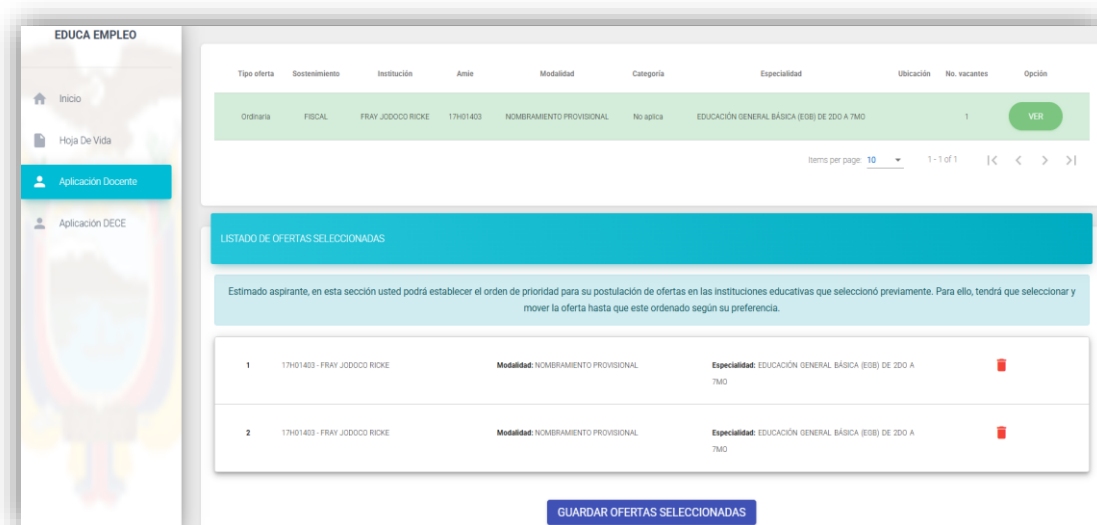 EDUCA EMPLEO
Inicio
Hoja De Vida
Aplicación Docente
Aplicación DECE
Tipo oferta Sostenimiento Institución Amie Modalidad Categoría Especialidad Ubicación No. vacantes Opción
Ordinaria FISCAL FRAY JODOCO RICKE 17H01403 NOMBRAMIENTO PROVISIONAL No aplica EDUCACIÓN GENERAL BÁSICA (EGB) DE 2DO A 7MO 1 VER
Items per page: 10 1 - 1 of 1
LISTADO DE OFERTAS SELECCIONADAS
Estimado aspirante, en esta sección usted podrá establecer el orden de prioridad para su postulación de ofertas en las instituciones educativas que seleccionó previamente. Para ello, tendrá que seleccionar y
mover la oferta hasta que este ordenado según su preferencia.
1 17H01403 - FRAY JODOCO RICKE Modalidad: NOMBRAMIENTO PROVISIONAL Especialidad: EDUCACIÓN GENERAL BÁSICA (EGB) DE 2DO A
7MO
2 17H01403 - FRAY JODOCO RICKE Modalidad: NOMBRAMIENTO PROVISIONAL Especialidad: EDUCACIÓN GENERAL BÁSICA (EGB) DE 2DO A
7MO
GUARDAR OFERTAS SELECCIONADAS